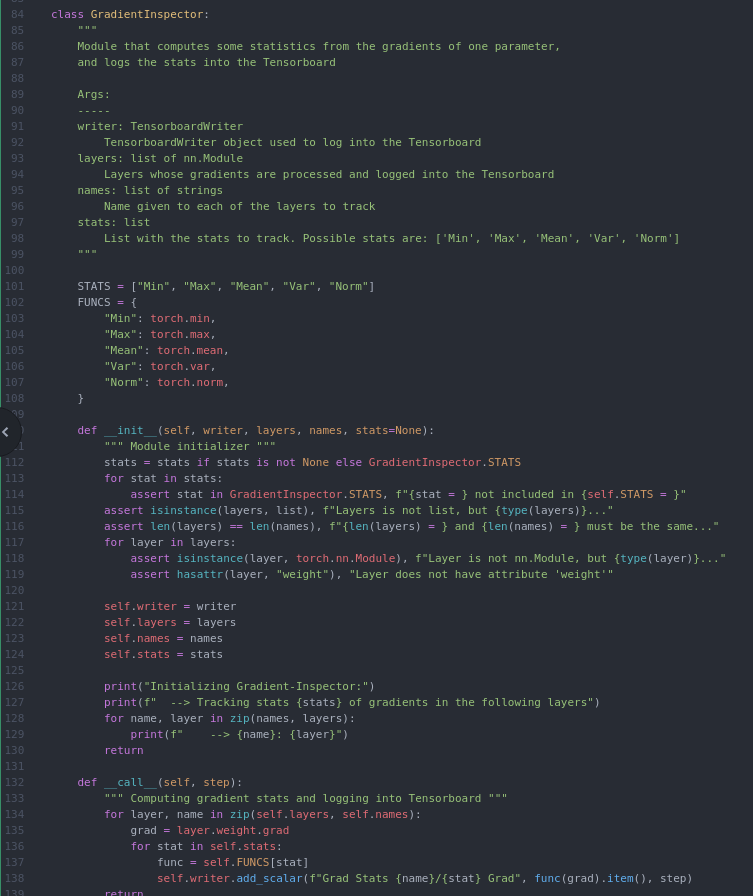 84 class GradientInspector:
85 """
86 Module that computes some statistics from the gradients of one parameter,
87 and logs the stats into the Tensorboard
88
89 Args:
90 -----
91 writer: TensorboardWriter
92 TensorboardWriter object used to log into the Tensorboard
93 layers: list of nn.Module
94 Layers whose gradients are processed and logged into the Tensorboard
95 names: list of strings
96 Name given to each of the layers to track
97 stats: list
98 List with the stats to track. Possible stats are: ['Min', 'Max', 'Mean', 'Var', 'Norm']
99 """
100
101 STATS = ["Min", "Max", "Mean", "Var", "Norm"]
102 FUNCS = {
103 "Min": torch.min,
104 "Max": torch.max,
105 "Mean": torch.mean,
106 "Var": torch.var,
107 "Norm": torch.norm,
108 }
09
def __init__(self, writer, layers, names, stats=None):
11 """ Module initializer """
112 stats = stats if stats is not None else GradientInspector.STATS
113 for stat in stats:
114 assert stat in GradientInspector.STATS, f"{stat = } not included in {self.STATS = }"
115 assert isinstance(layers, list), f"Layers is not list, but {type(layers)}..."
116 assert len(layers) == len(names), f"{len(layers) = } and {len(names) = } must be the same..."
117 for layer in layers:
118 assert isinstance(layer, torch.nn.Module), f"Layer is not nn.Module, but {type(layer)}..."
119 assert hasattr(layer, "weight"), "Layer does not have attribute 'weight'"
120
121 self.writer = writer
122 self.layers = layers
123 self.names = names
124 self.stats = stats
125
126 print("Initializing Gradient-Inspector:")
127 print(f"  --> Tracking stats {stats} of gradients in the following layers")
128 for name, layer in zip(names, layers):
129 print(f"    --> {name}: {layer}")
130 return
131
132 def __call__(self, step):
133 """ Computing gradient stats and logging into Tensorboard """
134 for layer, name in zip(self.layers, self.names):
135 grad = layer.weight.grad
136 for stat in self.stats:
137 func = self.FUNCS[stat]
138 self.writer.add_scalar(f"Grad Stats {name}/{stat} Grad", func(grad).item(), step)
139 return